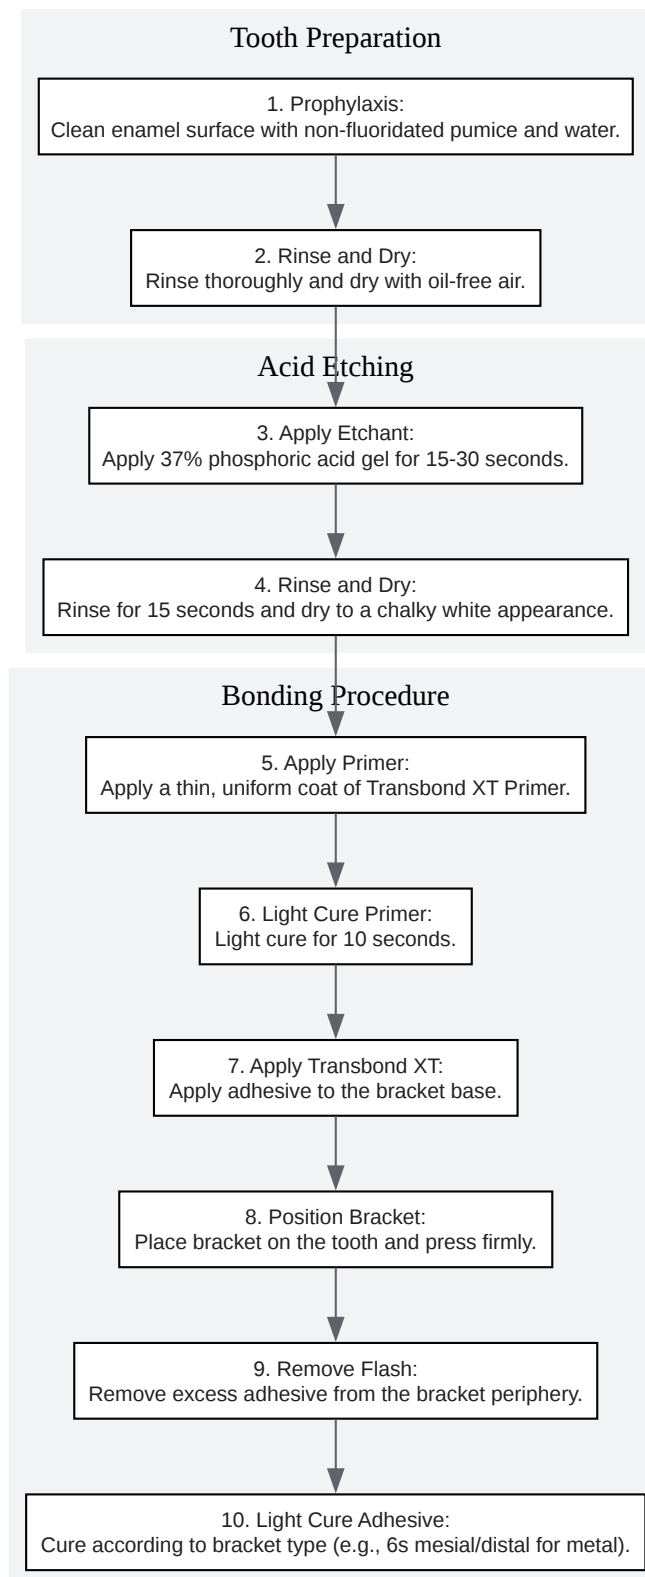 Tooth Preparation
1. Prophylaxis:
Clean enamel surface with non-fluoridated pumice and water.
2. Rinse and Dry:
Rinse thoroughly and dry with oil-free air.
Acid Etching
3. Apply Etchant:
Apply 37% phosphoric acid gel for 15-30 seconds.
4. Rinse and Dry:
Rinse for 15 seconds and dry to a chalky white appearance.
Bonding Procedure
5. Apply Primer:
Apply a thin, uniform coat of Transbond XT Primer.
6. Light Cure Primer:
Light cure for 10 seconds.
7. Apply Transbond XT:
Apply adhesive to the bracket base.
8. Position Bracket:
Place bracket on the tooth and press firmly.
9. Remove Flash:
Remove excess adhesive from the bracket periphery.
10. Light Cure Adhesive:
Cure according to bracket type (e.g., 6s mesial/distal for metal).